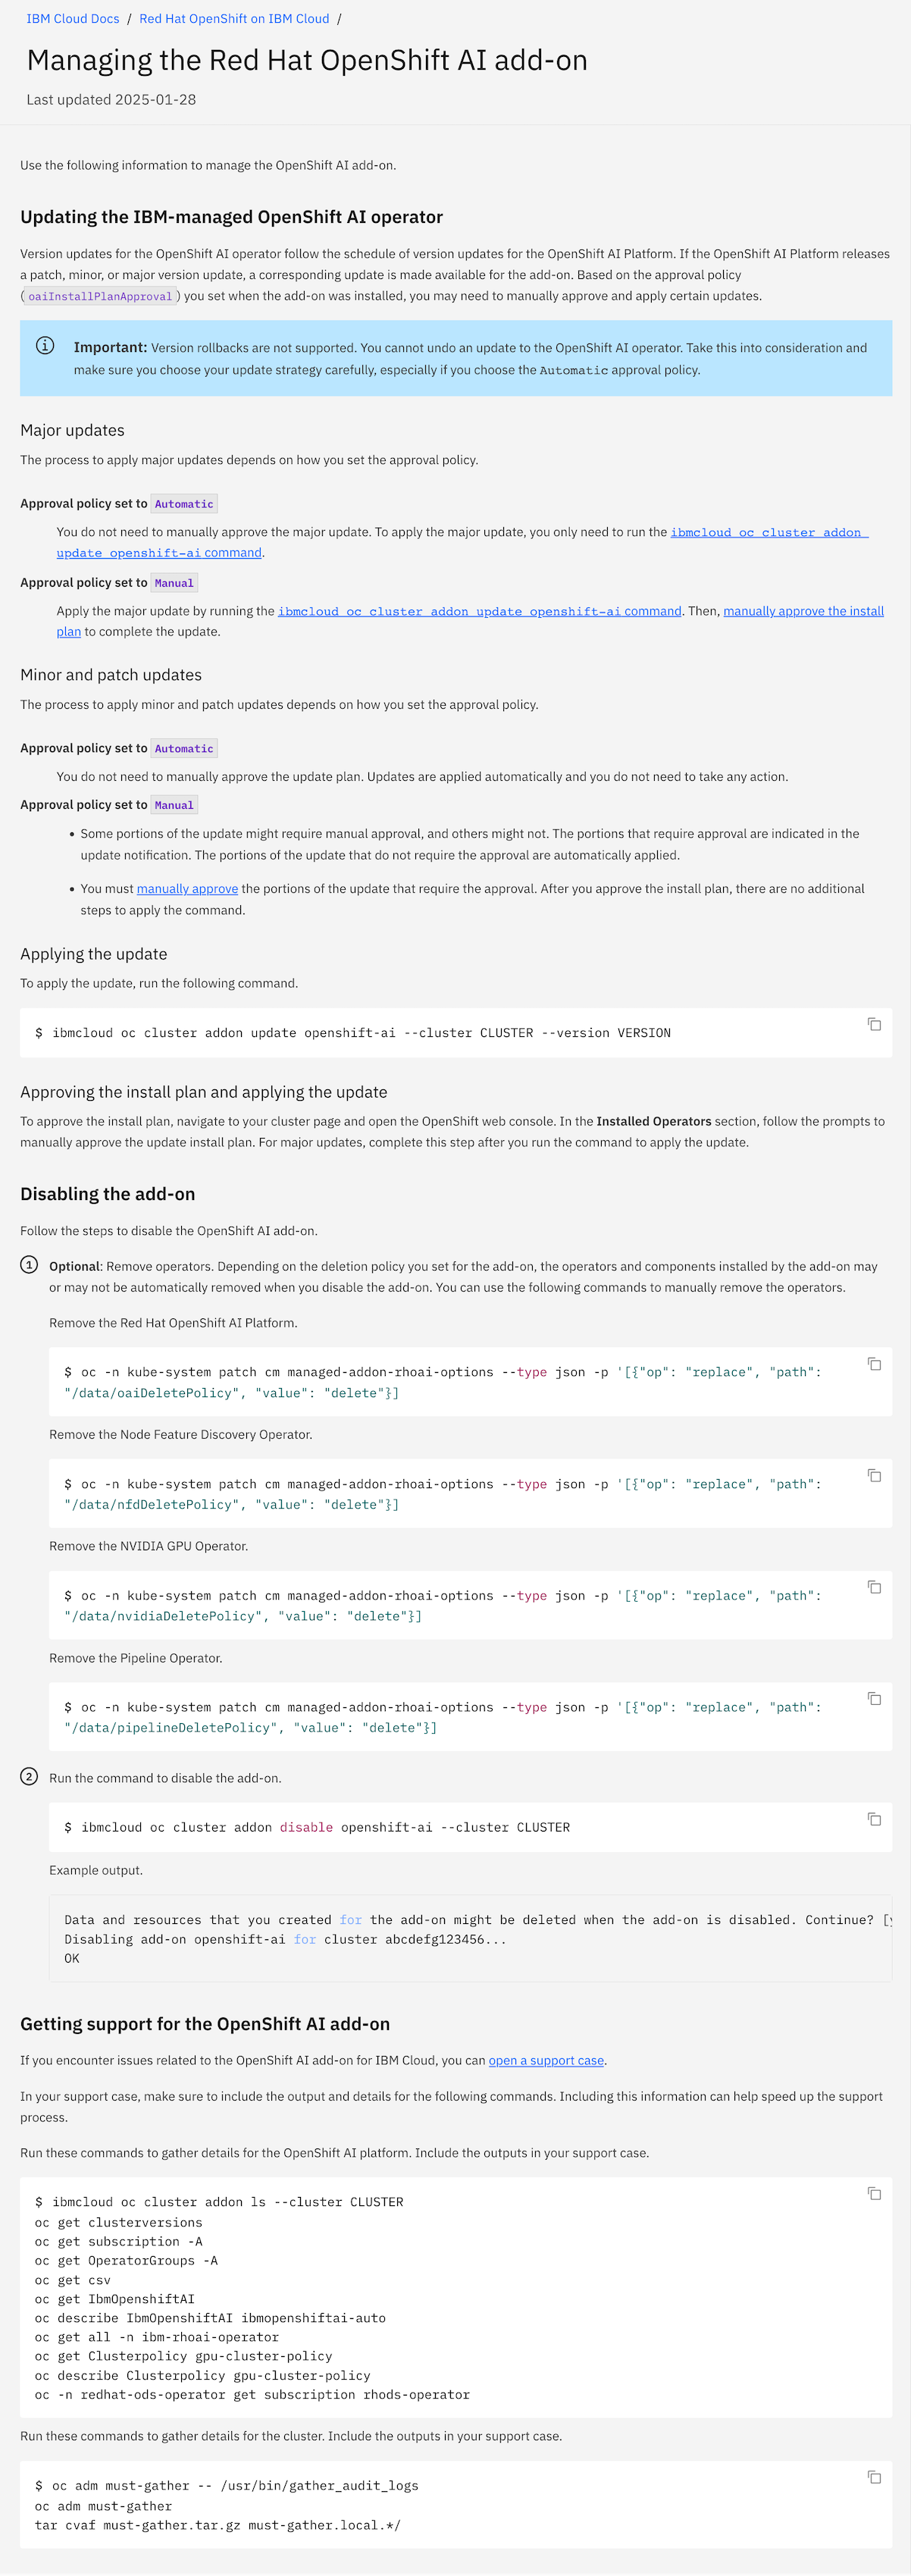 IBM Cloud Docs / Red Hat OpenShift on IBM Cloud /
Managing the Red Hat OpenShift AI add-on
Last updated 2025-01-28
Use the following information to manage the OpenShift AI add-on.
Updating the IBM-managed OpenShift AI operator
Version updates for the OpenShift AI operator follow the schedule of version updates for the OpenShift AI Platform. If the OpenShift AI Platform releases
a patch, minor, or major version update, a corresponding update is made available for the add-on. Based on the approval policy
(oaiInstallPlanApproval) you set when the add-on was installed, you may need to manually approve and apply certain updates.
Important: Version rollbacks are not supported. You cannot undo an update to the OpenShift AI operator. Take this into consideration and
make sure you choose your update strategy carefully, especially if you choose the Automatic approval policy.
Major updates
The process to apply major updates depends on how you set the approval policy.
Approval policy set to Automatic
You do not need to manually approve the major update. To apply the major update, you only need to run the ibmcloud oc cluster addon
update openshift-ai command.
Approval policy set to Manual
Apply the major update by running the ibmcloud oc cluster addon update openshift-ai command. Then, manually approve the install
plan to complete the update.
Minor and patch updates
The process to apply minor and patch updates depends on how you set the approval policy.
Approval policy set to Automatic
You do not need to manually approve the update plan. Updates are applied automatically and you do not need to take any action.
Approval policy set to Manual
• Some portions of the update might require manual approval, and others might not. The portions that require approval are indicated in the
update notification. The portions of the update that do not require the approval are automatically applied.
• You must manually approve the portions of the update that require the approval. After you approve the install plan, there are no additional
steps to apply the command.
Applying the update
To apply the update, run the following command.
$ ibmcloud oc cluster addon update openshift-ai --cluster CLUSTER --version VERSION
Approving the install plan and applying the update
To approve the install plan, navigate to your cluster page and open the OpenShift web console. In the Installed Operators section, follow the prompts to
manually approve the update install plan. For major updates, complete this step after you run the command to apply the update.
Disabling the add-on
Follow the steps to disable the OpenShift AI add-on.
1 Optional: Remove operators. Depending on the deletion policy you set for the add-on, the operators and components installed by the add-on may
or may not be automatically removed when you disable the add-on. You can use the following commands to manually remove the operators.
Remove the Red Hat OpenShift AI Platform.
$ oc -n kube-system patch cm managed-addon-rhoai-options --type json -p '[{"op": "replace", "path":
"/data/oaiDeletePolicy", "value": "delete"}]
Remove the Node Feature Discovery Operator.
$ oc -n kube-system patch cm managed-addon-rhoai-options --type json -p '[{"op": "replace", "path":
"/data/nfdDeletePolicy", "value": "delete"}]
Remove the NVIDIA GPU Operator.
$ oc -n kube-system patch cm managed-addon-rhoai-options --type json -p '[{"op": "replace", "path":
"/data/nvidiaDeletePolicy", "value": "delete"}]
Remove the Pipeline Operator.
$ oc -n kube-system patch cm managed-addon-rhoai-options --type json -p '[{"op": "replace", "path":
"/data/pipelineDeletePolicy", "value": "delete"}]
2 Run the command to disable the add-on.
$ ibmcloud oc cluster addon disable openshift-ai --cluster CLUSTER
Example output.
Data and resources that you created for the add-on might be deleted when the add-on is disabled. Continue? [
Disabling add-on openshift-ai for cluster abcdefg123456...
OK
Getting support for the OpenShift AI add-on
If you encounter issues related to the OpenShift AI add-on for IBM Cloud, you can open a support case.
In your support case, make sure to include the output and details for the following commands. Including this information can help speed up the support
process.
Run these commands to gather details for the OpenShift AI platform. Include the outputs in your support case.
$ ibmcloud oc cluster addon ls --cluster CLUSTER
oc get clusterversions
oc get subscription -A
oc get OperatorGroups -A
oc get csv
oc get IbmOpenshiftAI
oc describe IbmOpenshiftAI ibmopenshiftai-auto
oc get all -n ibm-rhoai-operator
oc get Clusterpolicy gpu-cluster-policy
oc describe Clusterpolicy gpu-cluster-policy
oc -n redhat-ods-operator get subscription rhods-operator
Run these commands to gather details for the cluster. Include the outputs in your support case.
$ oc adm must-gather -- /usr/bin/gather_audit_logs
oc adm must-gather
tar cvaf must-gather.tar.gz must-gather.local.*/